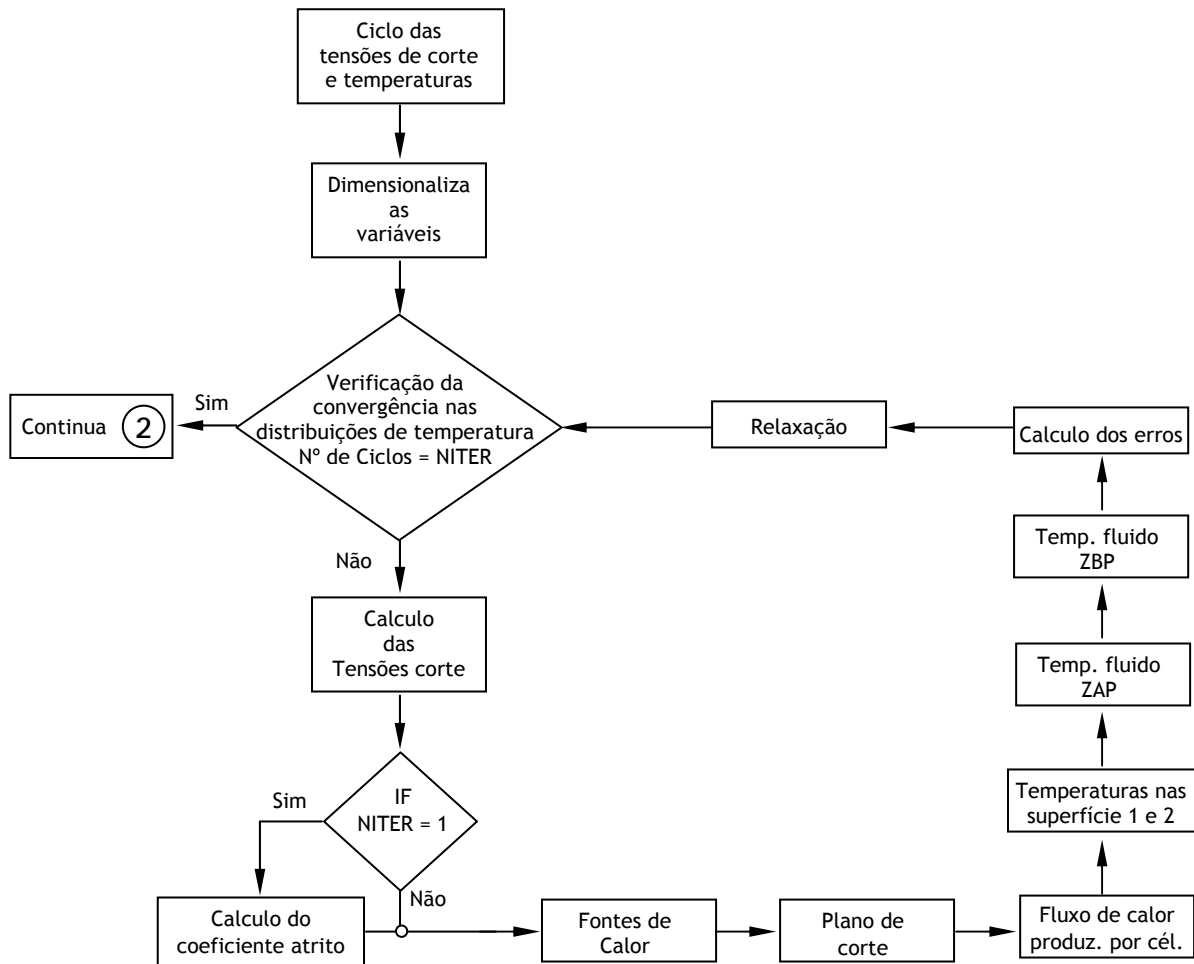 Ciclo das
tensões de corte
e temperaturas
Dimensionaliza
as
variáveis
Verificação da
convergência nas
distribuições de temperatura
Nº de Ciclos = NITER
Sim
Continua 2
Não
Calculo
das
Tensões corte
IF
NITER = 1
Sim
Não
Calculo do
coeficiente atrito
Fontes de
Calor
Plano de
corte
Fluxo de calor
produz. por cél.
Temperaturas nas
superfície 1 e 2
Temp. fluido
ZAP
Temp. fluido
ZBP
Calculo dos erros
Relaxação